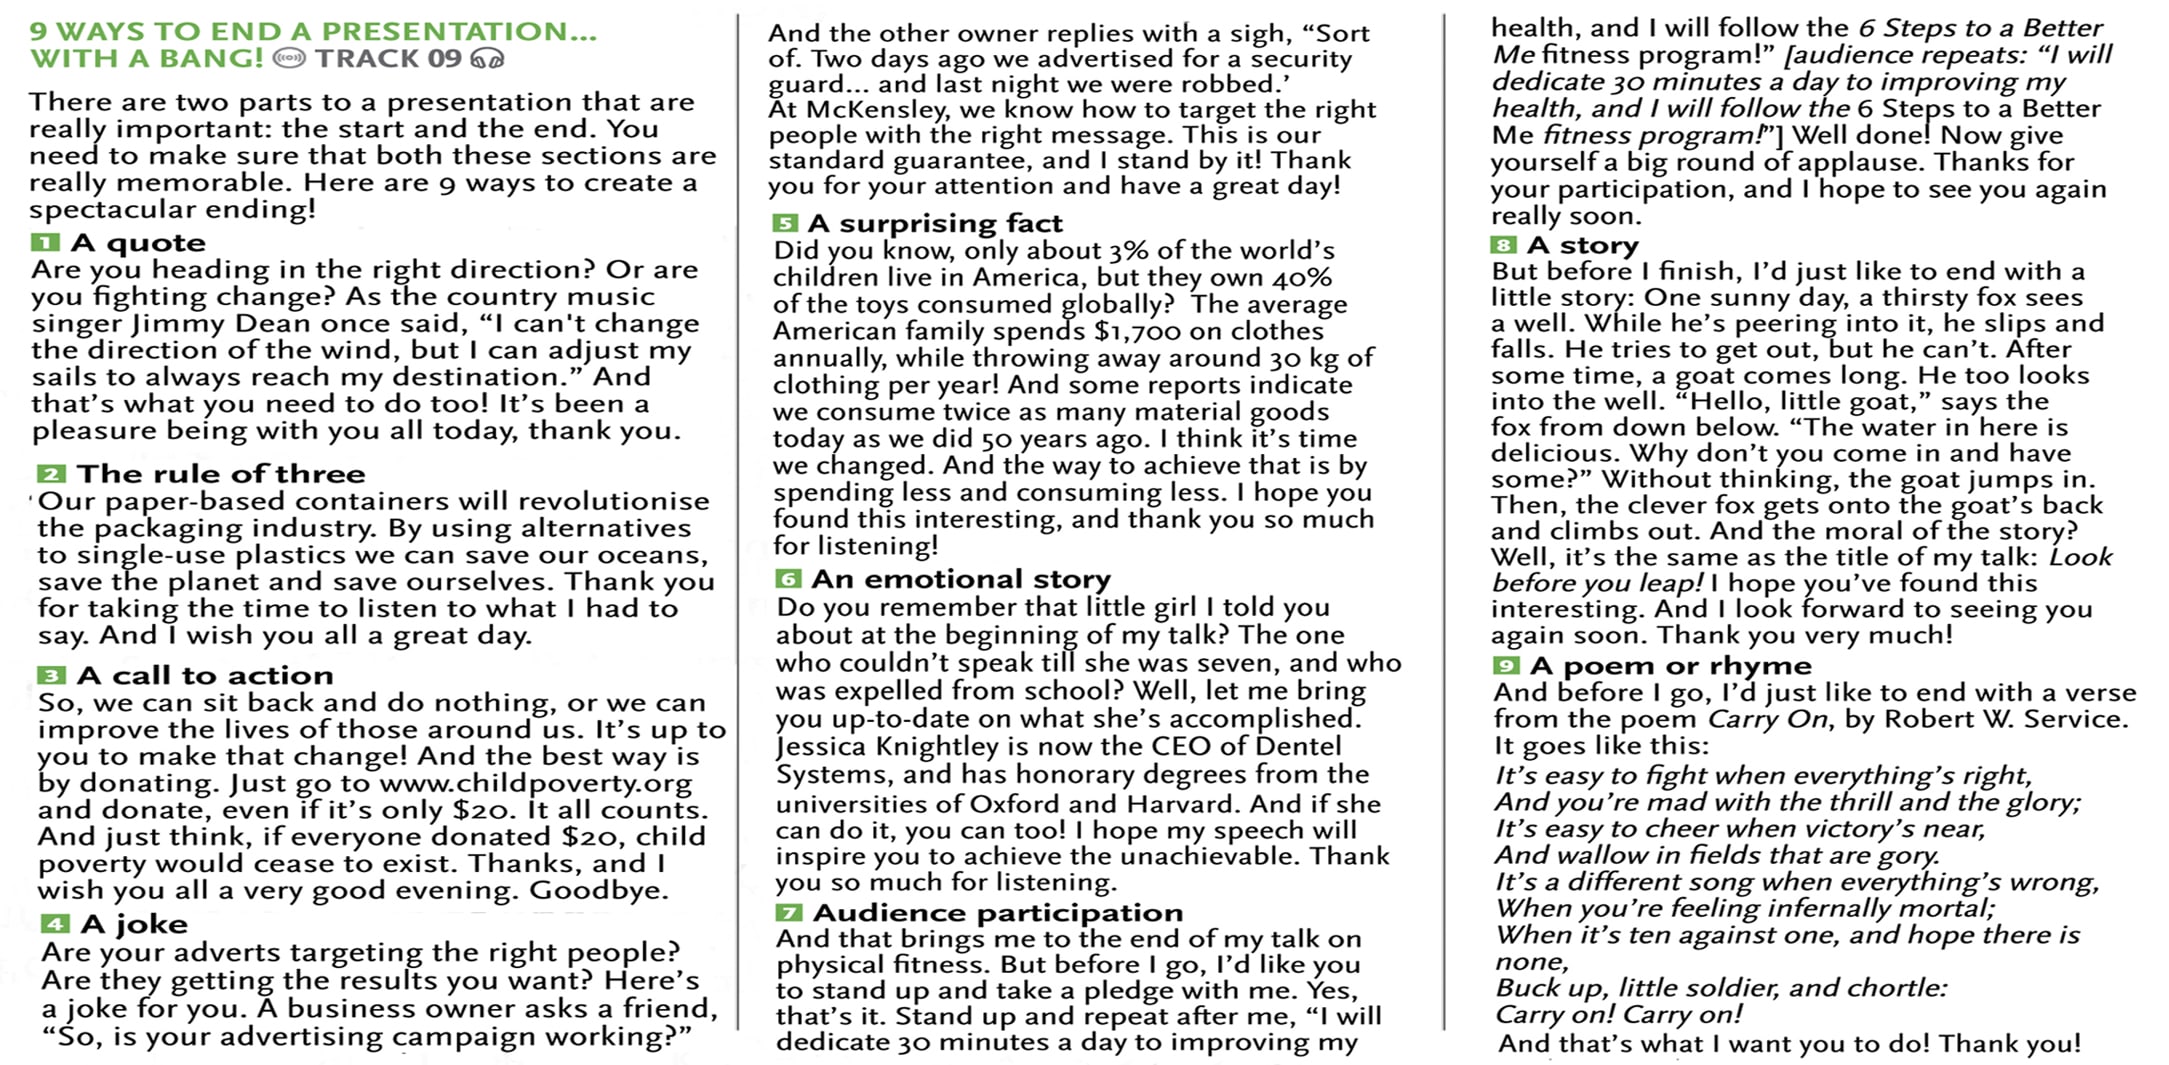 9 WAYS TO END A PRESENTATION...
WITH A BANG! TRACK 09
There are two parts to a presentation that are
really important: the start and the end. You
need to make sure that both these sections are
really memorable. Here are 9 ways to create a
spectacular ending!
1 A quote
Are you heading in the right direction? Or are
you fighting change? As the country music
singer Jimmy Dean once said, “I can't change
the direction of the wind, but I can adjust my
sails to always reach my destination.” And
that’s what you need to do too! It’s been a
pleasure being with you all today, thank you.
2 The rule of three
‘Our paper-based containers will revolutionise
the packaging industry. By using alternatives
to single-use plastics we can save our oceans,
save the planet and save ourselves. Thank you
for taking the time to listen to what I had to
say. And I wish you all a great day.
3 A call to action
So, we can sit back and do nothing, or we can
improve the lives of those around us. It’s up to
you to make that change! And the best way is
by donating. Just go to www.childpoverty.org
and donate, even if it’s only $20. It all counts.
And just think, if everyone donated $20, child
poverty would cease to exist. Thanks, and I
wish you all a very good evening. Goodbye.
4 A joke
Are your adverts targeting the right people?
Are they getting the results you want? Here’s
a joke for you. A business owner asks a friend,
“So, is your advertising campaign working?”
And the other owner replies with a sigh, “Sort
of. Two days ago we advertised for a security
guard... and last night we were robbed.’
At McKensley, we know how to target the right
people with the right message. This is our
standard guarantee, and I stand by it! Thank
you for your attention and have a great day!
5 A surprising fact
Did you know, only about 3% of the world’s
children live in America, but they own 40%
of the toys consumed globally? The average
American family spends $1,700 on clothes
annually, while throwing away around 30 kg of
clothing per year! And some reports indicate
we consume twice as many material goods
today as we did 50 years ago. I think it’s time
we changed. And the way to achieve that is by
spending less and consuming less. I hope you
found this interesting, and thank you so much
for listening!
6 An emotional story
Do you remember that little girl I told you
about at the beginning of my talk? The one
who couldn’t speak till she was seven, and who
was expelled from school? Well, let me bring
you up-to-date on what she’s accomplished.
Jessica Knightley is now the CEO of Dentel
Systems, and has honorary degrees from the
universities of Oxford and Harvard. And if she
can do it, you can too! I hope my speech will
inspire you to achieve the unachievable. Thank
you so much for listening.
7 Audience participation
And that brings me to the end of my talk on
physical fitness. But before I go, I’d like you
to stand up and take a pledge with me. Yes,
that’s it. Stand up and repeat after me, “I will
dedicate 30 minutes a day to improving my
health, and I will follow the 6 Steps to a Better
Me fitness program!” [audience repeats: “I will
dedicate 30 minutes a day to improving my
health, and I will follow the 6 Steps to a Better
Me fitness program!”] Well done! Now give
yourself a big round of applause. Thanks for
your participation, and I hope to see you again
really soon.
8 A story
But before I finish, I’d just like to end with a
little story: One sunny day, a thirsty fox sees
a well. While he’s peering into it, he slips and
falls. He tries to get out, but he can’t. After
some time, a goat comes long. He too looks
into the well. “Hello, little goat,” says the
fox from down below. “The water in here is
delicious. Why don’t you come in and have
some?” Without thinking, the goat jumps in.
Then, the clever fox gets onto the goat’s back
and climbs out. And the moral of the story?
Well, it’s the same as the title of my talk: Look
before you leap! I hope you’ve found this
interesting. And I look forward to seeing you
again soon. Thank you very much!
9 A poem or rhyme
And before I go, I’d just like to end with a verse
from the poem Carry On, by Robert W. Service.
It goes like this:
It’s easy to fight when everything’s right,
And you’re mad with the thrill and the glory;
It’s easy to cheer when victory’s near,
And wallow in fields that are gory.
It’s a different song when everything’s wrong,
When you’re feeling infernally mortal;
When it’s ten against one, and hope there is
none,
Buck up, little soldier, and chortle:
Carry on! Carry on!
And that’s what I want you to do! Thank you!